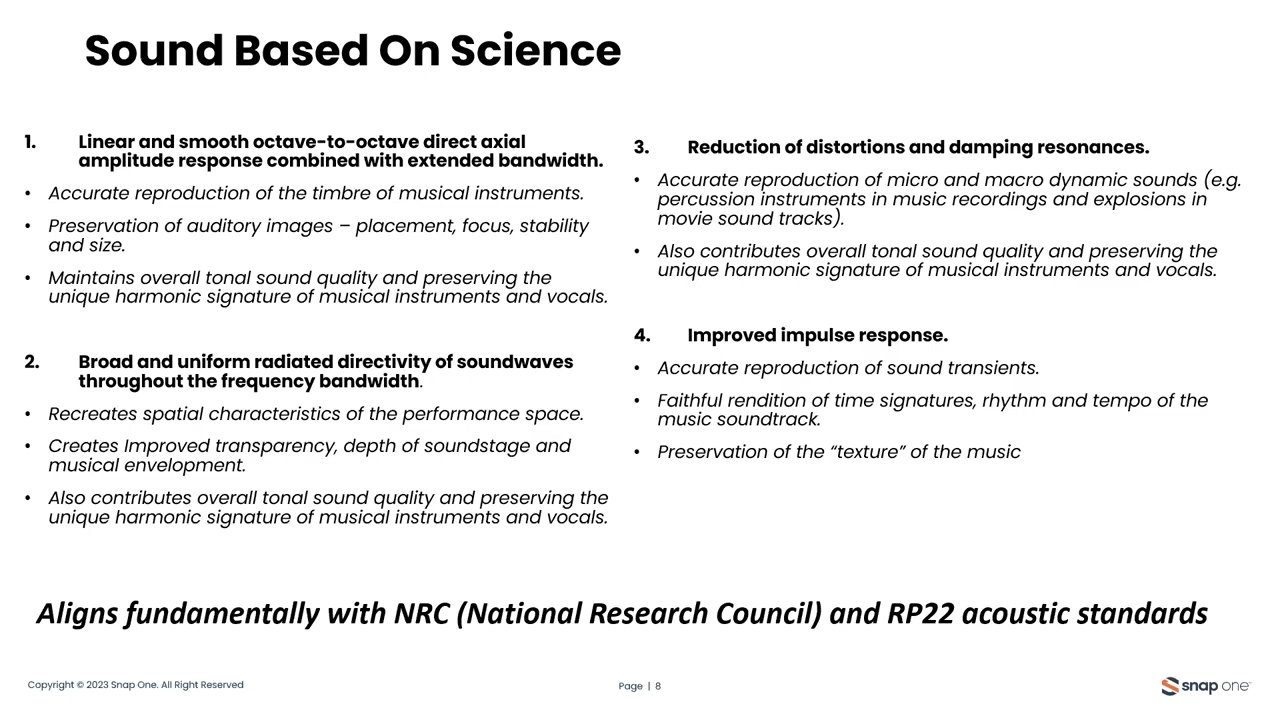 Sound Based On Science
1. Linear and smooth octave-to-octave direct axial
amplitude response combined with extended bandwidth.
• Accurate reproduction of the timbre of musical instruments.
• Preservation of auditory images – placement, focus, stability
and size.
• Maintains overall tonal sound quality and preserving the
unique harmonic signature of musical instruments and vocals.
2. Broad and uniform radiated directivity of soundwaves
throughout the frequency bandwidth.
• Recreates spatial characteristics of the performance space.
• Creates Improved transparency, depth of soundstage and
musical envelopment.
• Also contributes overall tonal sound quality and preserving the
unique harmonic signature of musical instruments and vocals.
3. Reduction of distortions and damping resonances.
• Accurate reproduction of micro and macro dynamic sounds (e.g.
percussion instruments in music recordings and explosions in
movie sound tracks).
• Also contributes overall tonal sound quality and preserving the
unique harmonic signature of musical instruments and vocals.
4. Improved impulse response.
• Accurate reproduction of sound transients.
• Faithful rendition of time signatures, rhythm and tempo of the
music soundtrack.
• Preservation of the “texture” of the music
Aligns fundamentally with NRC (National Research Council) and RP22 acoustic standards
Copyright © 2023 Snap One. All Right Reserved
Page | 8
snap one